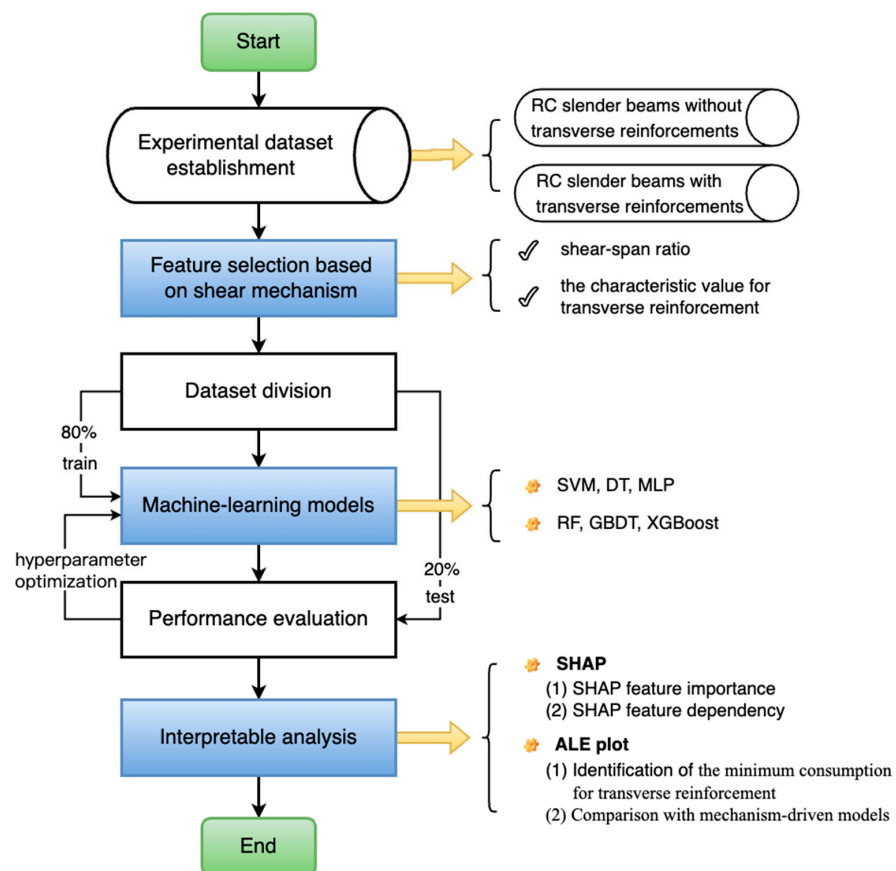 Start
Experimental dataset
establishment
RC slender beams without
transverse reinforcements
RC slender beams with
transverse reinforcements
Feature selection based
on shear mechanism
shear-span ratio
the characteristic value for
transverse reinforcement
Dataset division
80%
train
Machine-learning models
SVM, DT, MLP
RF, GBDT, XGBoost
hyperparameter
optimization
20%
test
Performance evaluation
SHAP
(1) SHAP feature importance
(2) SHAP feature dependency
Interpretable analysis
ALE plot
(1) Identification of the minimum consumption
for transverse reinforcement
(2) Comparison with mechanism-driven models
End